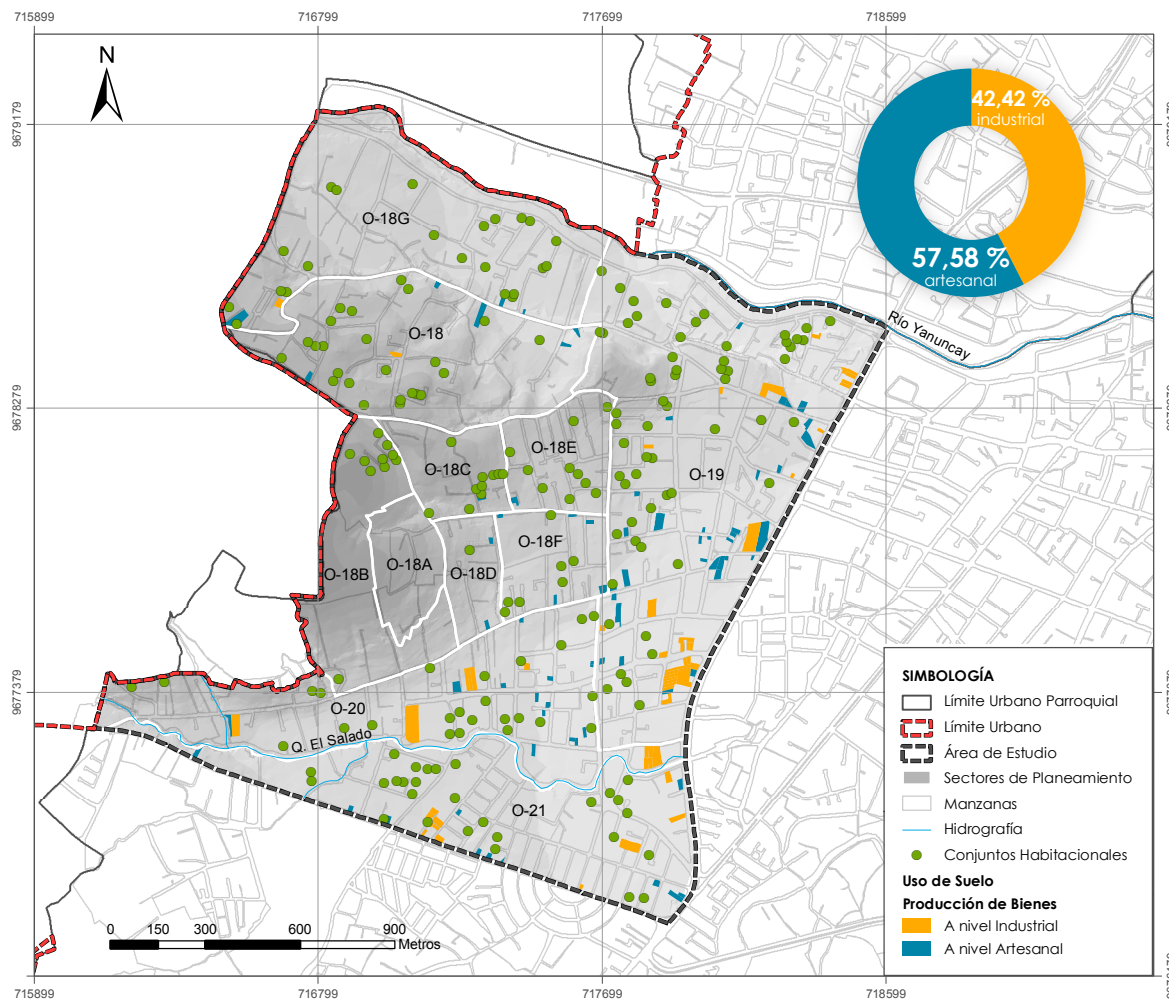 715899
716799
717699
718599
N
9679179
42,42 %
industrial
57,58 %
artesanal
O-18G
O-18
Río Yanuncay
9678279
O-18E
O-18C
O-19
O-18F
O-18A
O-18B
O-18D
9677379
O-20
Q. El Salado
O-21
0 150 300 600 900
Metros
SIMBOLOGÍA
Límite Urbano Parroquial
Límite Urbano
Área de Estudio
Sectores de Planeamiento
Manzanas
Hidrografía
Conjuntos Habitacionales
Uso de Suelo
Producción de Bienes
A nivel Industrial
A nivel Artesanal
715899
716799
717699
718599